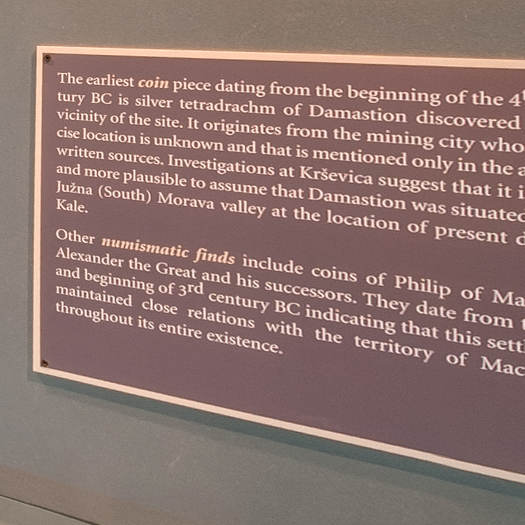 The earliest coin piece dating from the beginning of the 4
tury BC is silver tetradrachm of Damastion discovered
vicinity of the site. It originates from the mining city who
cise location is unknown and that is mentioned only in the a
written sources. Investigations at Krševica suggest that it i
and more plausible to assume that Damastion was situated
Južna (South) Morava valley at the location of present d
Kale.
Other numismatic finds include coins of Philip of Ma
Alexander the Great and his successors. They date from t
and beginning of 3rd century BC indicating that this settl
maintained close relations with the territory of Mac
throughout its entire existence.